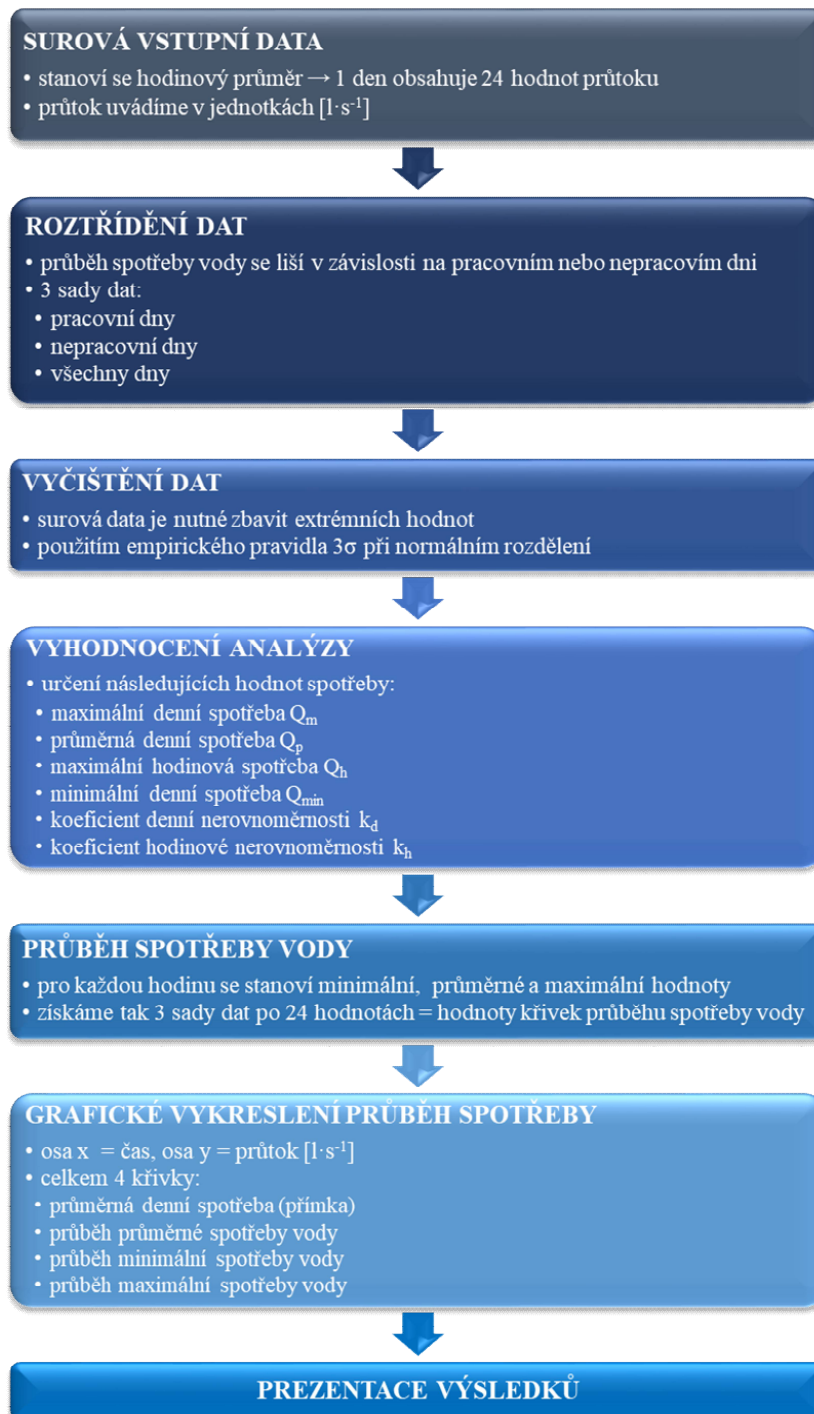 SUROVÁ VSTUPNÍ DATA
• stanoví se hodinový průměr → 1 den obsahuje 24 hodnot průtoku
• průtok uvádíme v jednotkách [l·s⁻¹]
ROZTŘÍDĚNÍ DAT
• průběh spotřeby vody se liší v závislosti na pracovním nebo nepracovím dni
• 3 sady dat:
• pracovní dny
• nepracovní dny
• všechny dny
VYČIŠTĚNÍ DAT
• surová data je nutné zbavit extrémních hodnot
• použitím empirického pravidla 3σ při normálním rozdělení
VYHODNOCENÍ ANALÝZY
• určení následujících hodnot spotřeby:
• maximální denní spotřeba Qₘ
• průměrná denní spotřeba Qₚ
• maximální hodinová spotřeba Qₕ
• minimální denní spotřeba Qₘᵢₙ
• koeficient denní nerovnoměrnosti k_d
• koeficient hodinové nerovnoměrnosti kₕ
PRŮBĚH SPOTŘEBY VODY
• pro každou hodinu se stanoví minimální, průměrné a maximální hodnoty
• získáme tak 3 sady dat po 24 hodnotách = hodnoty křivek průběhu spotřeby vody
GRAFICKÉ VYKRESLENÍ PRŮBĚH SPOTŘEBY
• osa x = čas, osa y = průtok [l·s⁻¹]
• celkem 4 křivky:
• průměrná denní spotřeba (přímka)
• průběh průměrné spotřeby vody
• průběh minimální spotřeby vody
• průběh maximální spotřeby vody
PREZENTACE VÝSLEDKŮ